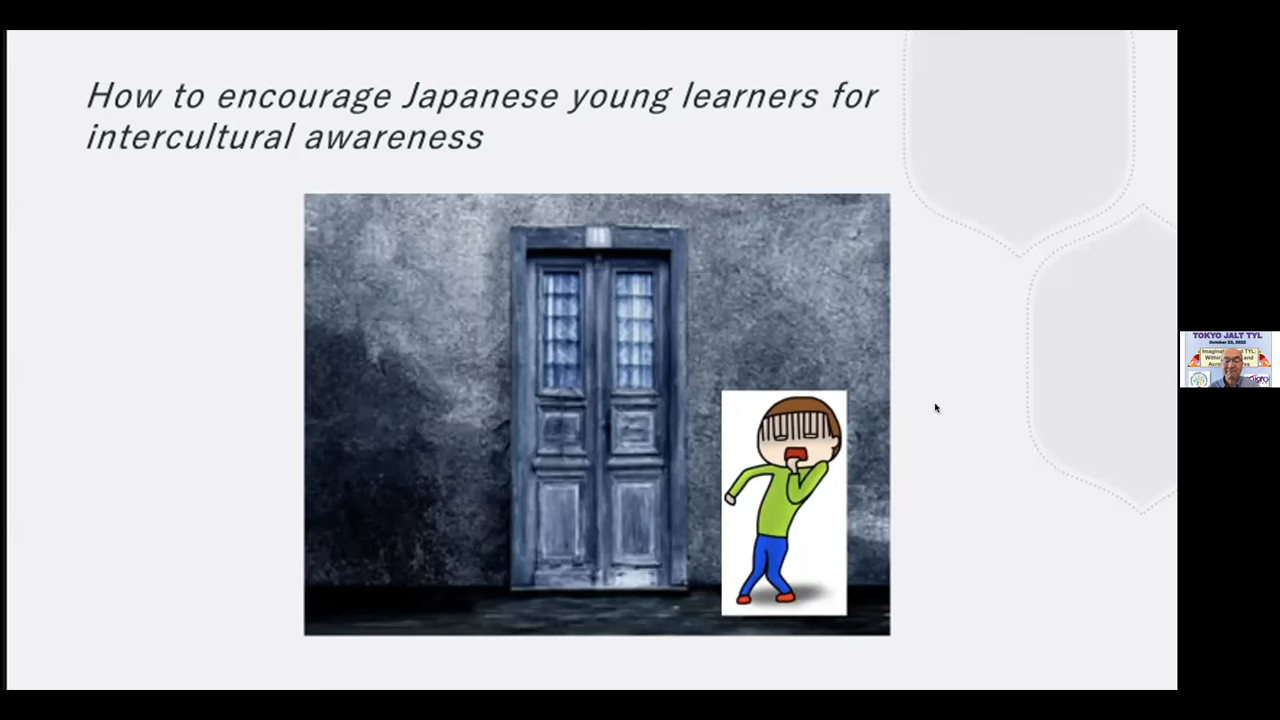 How to encourage Japanese young learners for
intercultural awareness
TOKYO JALT TYL